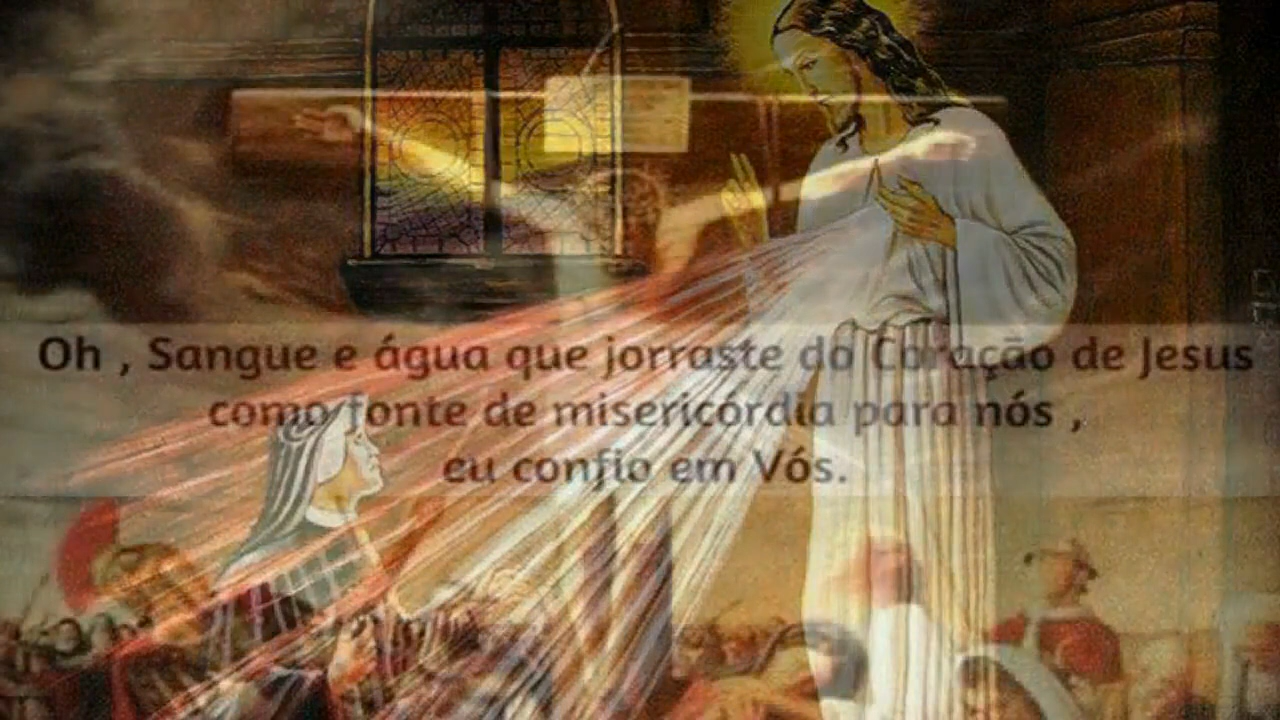 Oh , Sangue e água que jorraste do Coração de Jesus
como fonte de misericórdia para nós ,
eu confio em Vós.